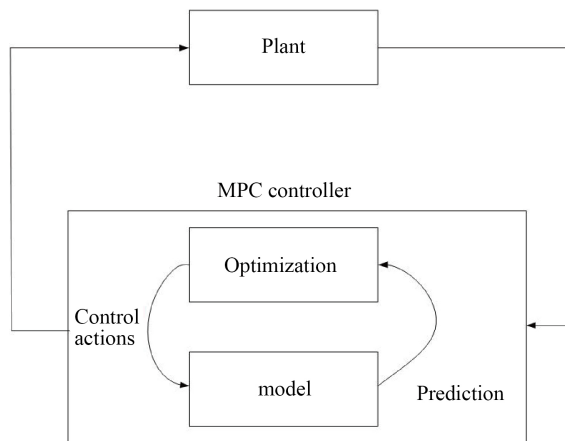 Plant
MPC controller
Optimization
Control
actions
model
Prediction